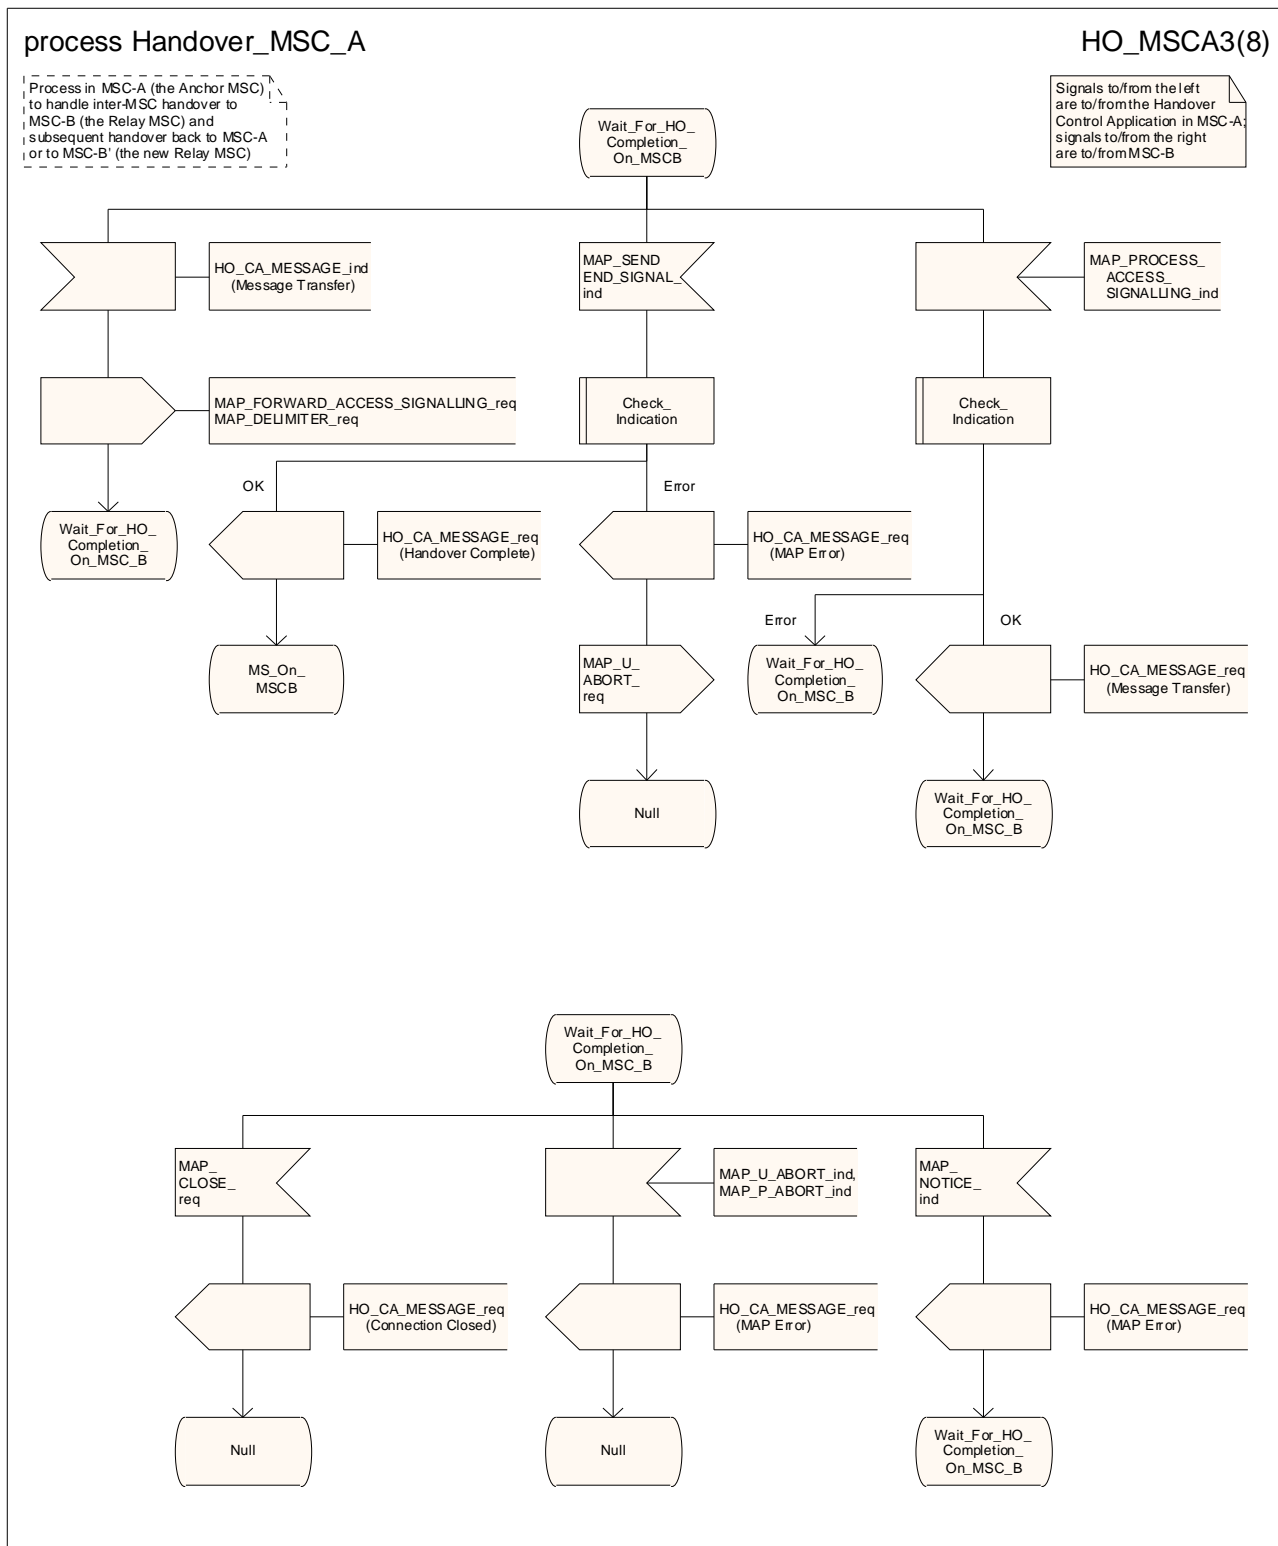 process Handover_MSC_A
HO_MSCA3(8)
Process in MSC-A (the Anchor MSC)
to handle inter-MSC handover to
MSC-B (the Relay MSC) and
subsequent handover back to MSC-A
or to MSC-B' (the new Relay MSC)
Signals to/from the left
are to/from the Handover
Control Application in MSC-A;
signals to/from the right
are to/from MSC-B
Wait_For_HO_
Completion_
On_MSCB
HO_CA_MESSAGE_ind
(Message Transfer)
MAP_SEND
END_SIGNAL_
ind
MAP_PROCESS_
ACCESS_
SIGNALLING_ind
MAP_FORWARD_ACCESS_SIGNALLING_req
MAP_DELIMITER_req
Check_
Indication
Check_
Indication
OK
Error
Wait_For_HO_
Completion_
On_MSC_B
HO_CA_MESSAGE_req
(Handover Complete)
HO_CA_MESSAGE_req
(MAP Error)
Error
OK
MS_On_
MSCB
MAP_U_
ABORT_
req
Wait_For_HO_
Completion_
On_MSC_B
HO_CA_MESSAGE_req
(Message Transfer)
Null
Wait_For_HO_
Completion_
On_MSC_B
Wait_For_HO_
Completion_
On_MSC_B
MAP_
CLOSE_
req
MAP_U_ABORT_ind,
MAP_P_ABORT_ind
MAP_
NOTICE_
ind
HO_CA_MESSAGE_req
(Connection Closed)
HO_CA_MESSAGE_req
(MAP Error)
HO_CA_MESSAGE_req
(MAP Error)
Null
Null
Wait_For_HO_
Completion_
On_MSC_B